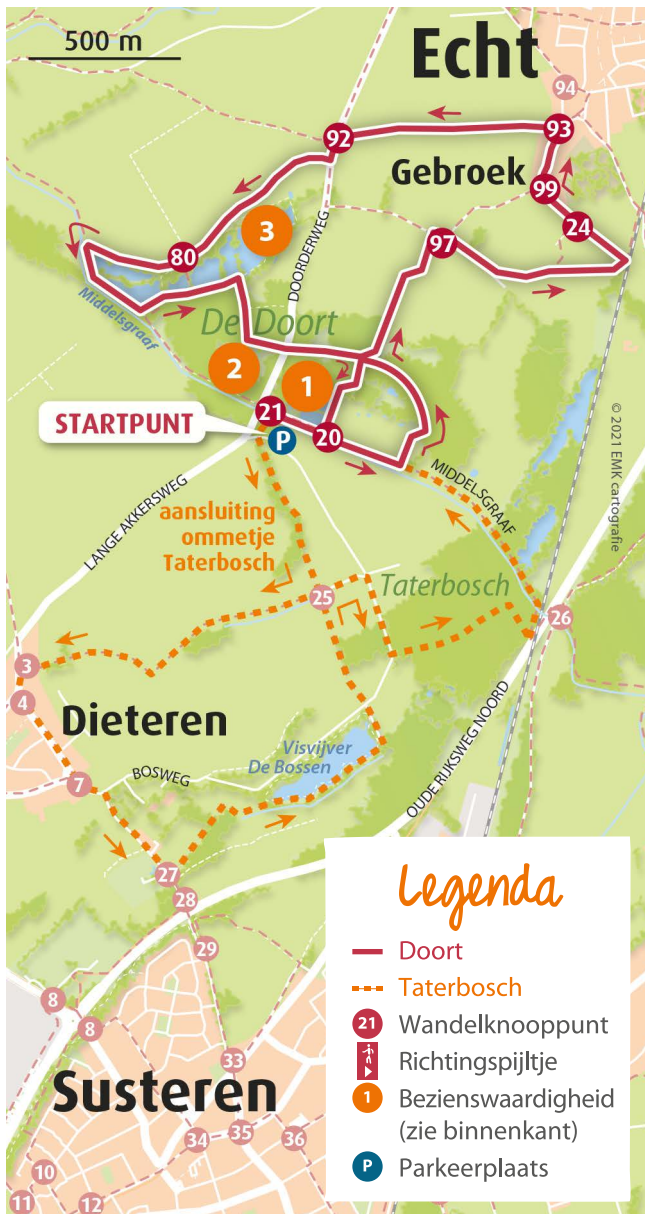 500 m
Echt
94
93
92
Gebroek
99
24
3
97
80
DOORDERWEG
Middelsgraaf
De Doort
2
1
21
STARTPUNT
P
20
© 2021 EMK cartografie
MIDDELSGRAAF
LANGE AKKERSWEG
aansluiting
ommetje
Taterbosch
Taterbosch
25
26
3
4
Dieteren
Visvijver
De Bossen
BOSWEG
7
OUDE RIJKSWEG NOORD
27
28
29
8
8
33
Susteren
34
35
36
10
11
12
Legenda
Doort
Taterbosch
21 Wandelknooppunt
Richtingspijltje
1 Bezienswaardigheid
(zie binnenkant)
P Parkeerplaats